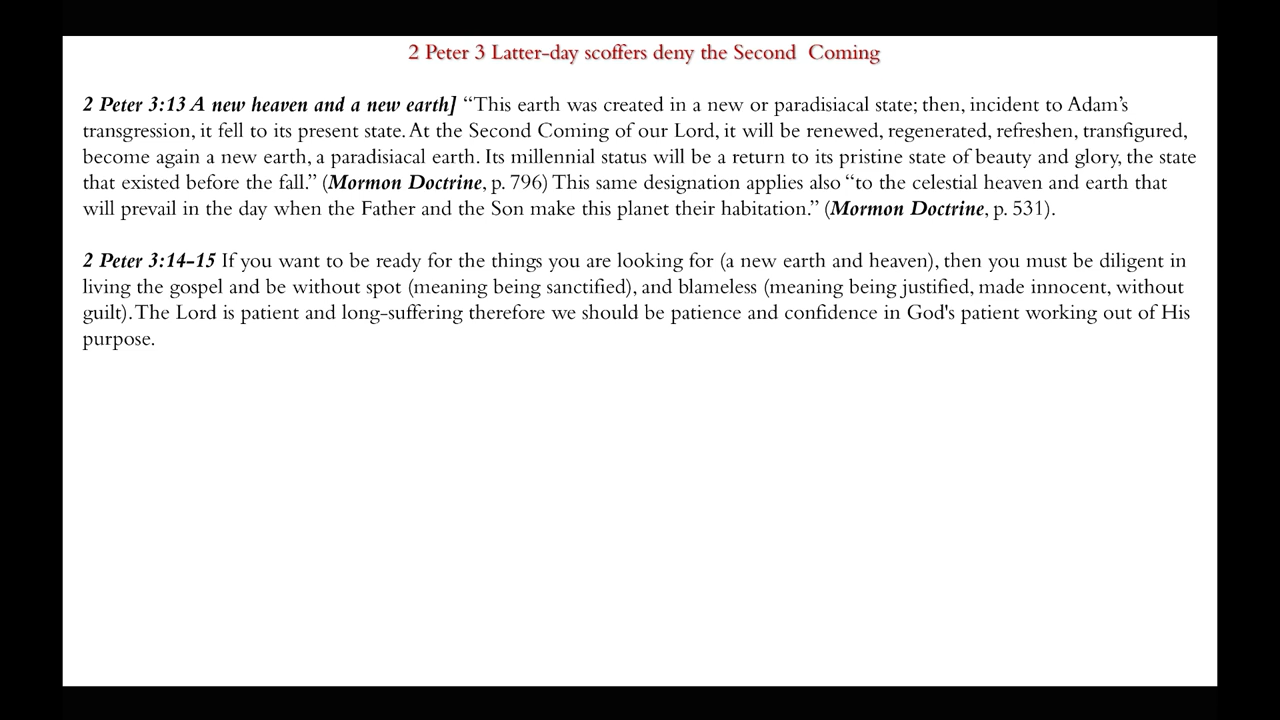 2 Peter 3 Latter-day scoffers deny the Second  Coming
2 Peter 3:13 A new heaven and a new earth] “This earth was created in a new or paradisiacal state; then, incident to Adam’s
transgression, it fell to its present state. At the Second Coming of our Lord, it will be renewed, regenerated, refreshen, transfigured,
become again a new earth, a paradisiacal earth. Its millennial status will be a return to its pristine state of beauty and glory, the state
that existed before the fall.” (Mormon Doctrine, p. 796) This same designation applies also “to the celestial heaven and earth that
will prevail in the day when the Father and the Son make this planet their habitation.” (Mormon Doctrine, p. 531).
2 Peter 3:14-15 If you want to be ready for the things you are looking for (a new earth and heaven), then you must be diligent in
living the gospel and be without spot (meaning being sanctified), and blameless (meaning being justified, made innocent, without
guilt). The Lord is patient and long-suffering therefore we should be patience and confidence in God's patient working out of His
purpose.